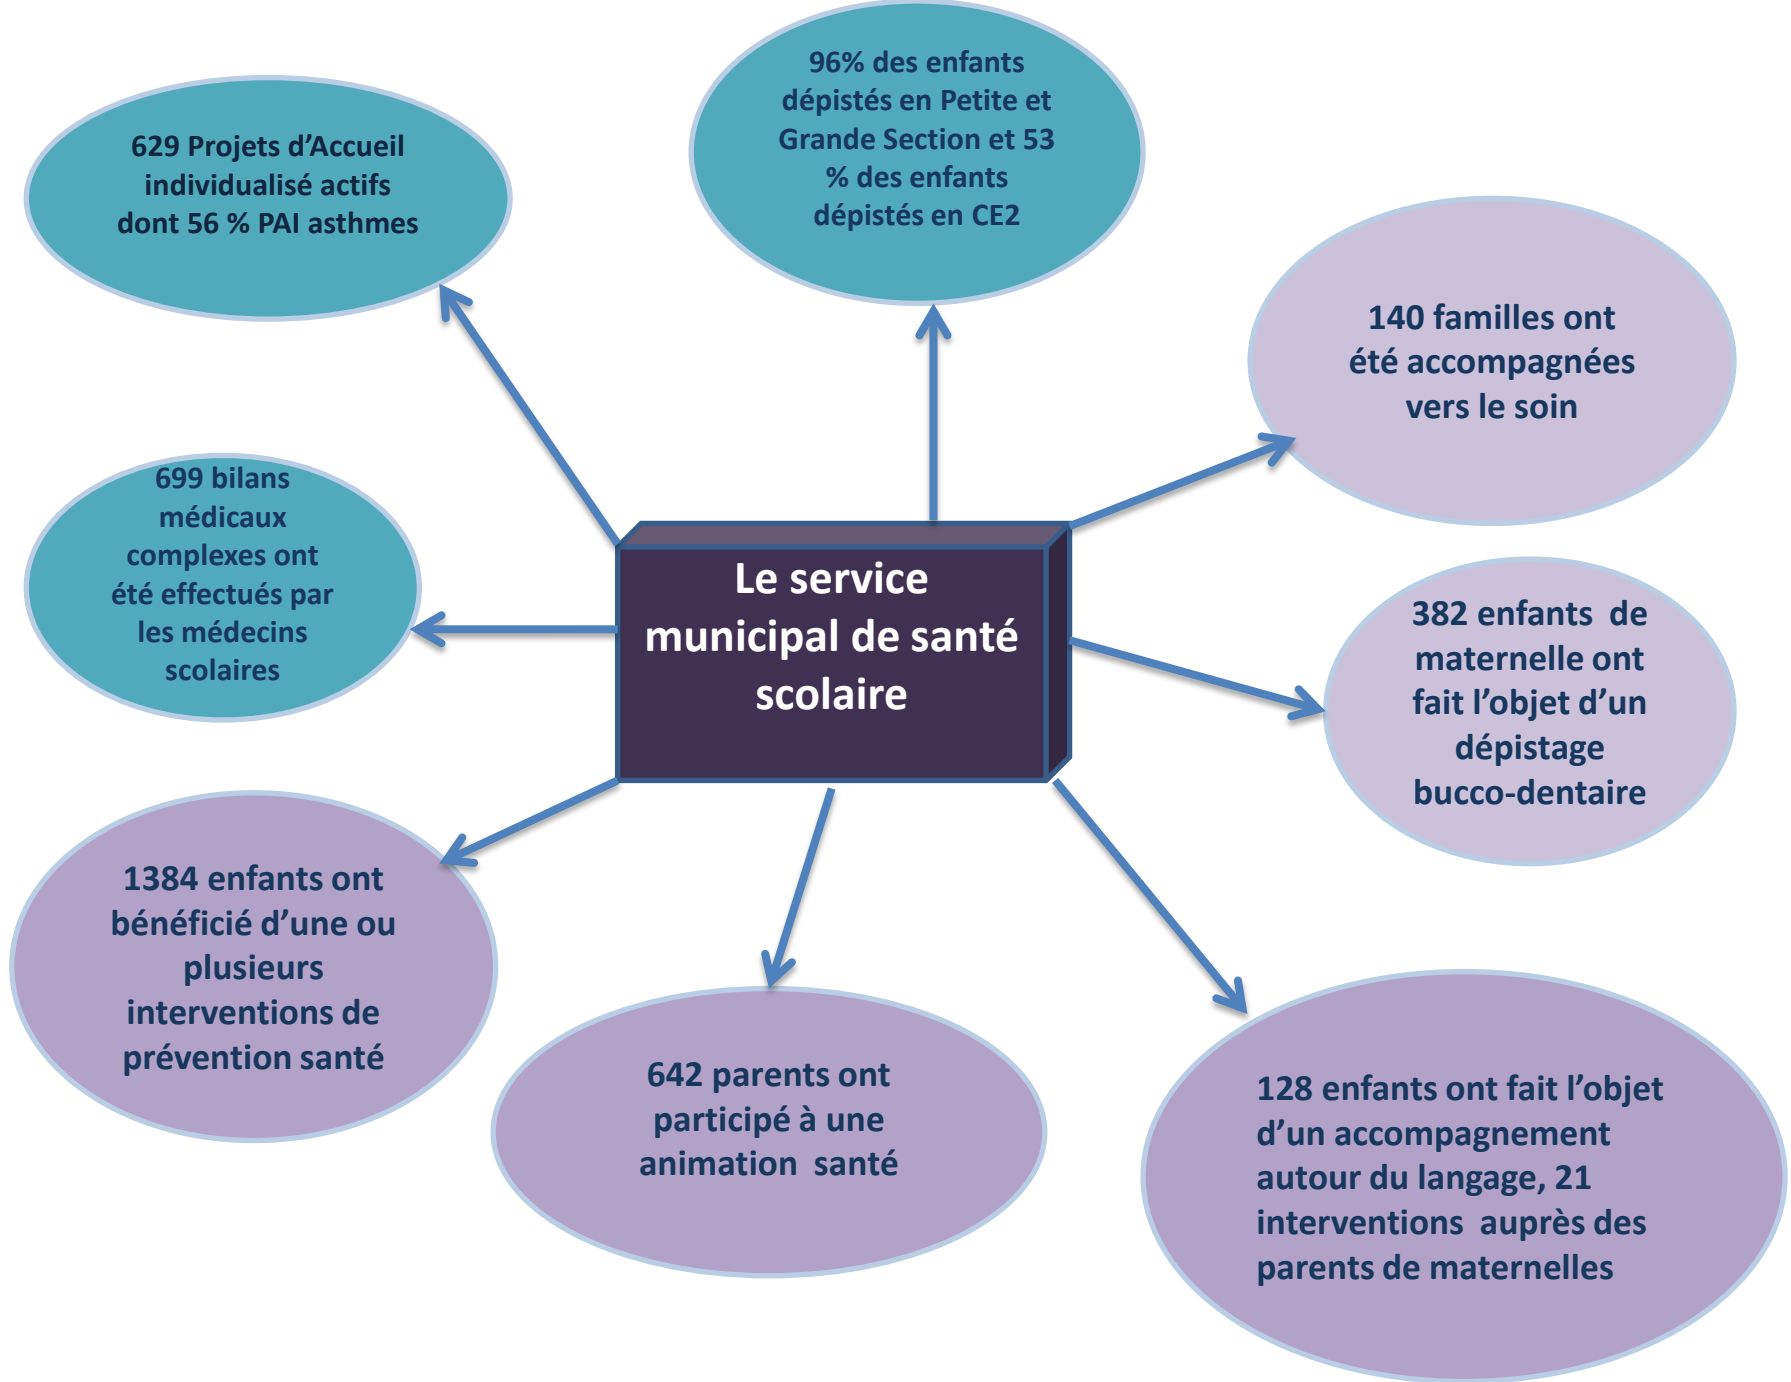 96% des enfants
dépistés en Petite et
Grande Section et 53
% des enfants
dépistés en CE2
629 Projets d’Accueil
individualisé actifs
dont 56 % PAI asthmes
140 familles ont
été accompagnées
vers le soin
699 bilans
médicaux
complexes ont
été effectués par
les médecins
scolaires
Le service
municipal de santé
scolaire
382 enfants de
maternelle ont
fait l’objet d’un
dépistage
bucco-dentaire
1384 enfants ont
bénéficié d’une ou
plusieurs
interventions de
prévention santé
642 parents ont
participé à une
animation santé
128 enfants ont fait l’objet
d’un accompagnement
autour du langage, 21
interventions auprès des
parents de maternelles